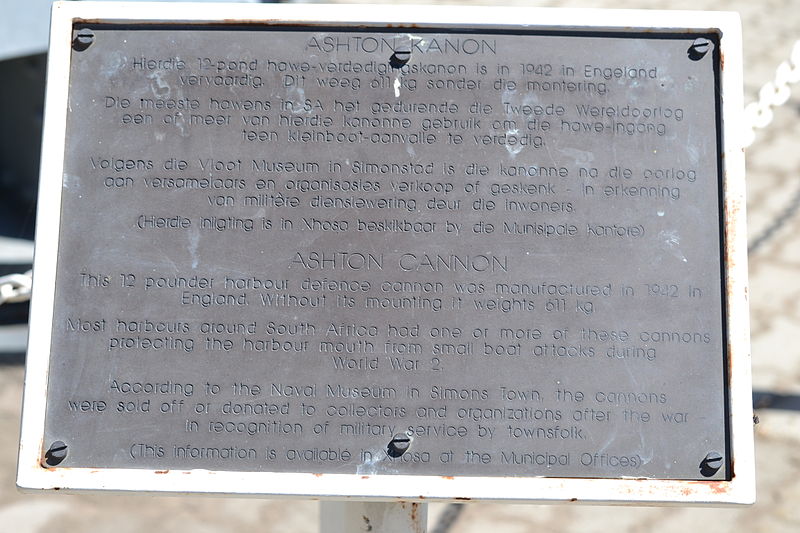 ASHTON KANON
Hierdie 12-pond hawe-verdedigingskanon is in 1942 in Engeland
vervaardig. Dit weeg 611 kg sonder die montering.
Die meeste hawens in SA het gedurende die Tweede Wereldoorlog
een of meer van hierdie kanonne gebruik om die hawe-ingang
teen kleinboot-aanvalle te verdedig.
Volgens die Vloot Museum in Simonstad is die kanonne na die oorlog
aan versamelaars en organisasies verkoop of geskenk - in erkenning
van militêre dienslewering deur die inwoners.
(Hierdie inligting is in Xhosa beskikbaar by die Munisipale kantore)
ASHTON CANNON
This 12 pounder harbour defence cannon was manufactured in 1942 in
England. Without its mounting it weights 611 kg.
Most harbours around South Africa had one or more of these cannons
protecting the harbour mouth from small boat attacks during
World War 2.
According to the Naval Museum in Simons Town, the cannons
were sold off or donated to collectors and organizations after the war -
in recognition of military service by townsfolk.
(This information is available in Xhosa at the Municipal Offices)